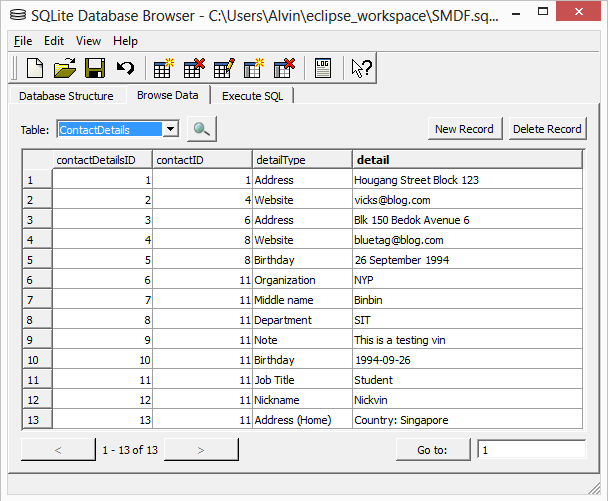 SQLite Database Browser - C:\Users\Alvin\eclipse_workspace\SMDF.sq...
File Edit View Help
LOG
Database Structure Browse Data Execute SQL
Table: ContactDetails New Record Delete Record
contactDetailsID contactID detailType detail
1 1 1 Address Hougang Street Block 123
2 2 4 Website vicks@blog.com
3 3 6 Address Blk 150 Bedok Avenue 6
4 4 8 Website bluetag@blog.com
5 5 8 Birthday 26 September 1994
6 6 11 Organization NYP
7 7 11 Middle name Binbin
8 8 11 Department SIT
9 9 11 Note This is a testing vin
10 10 11 Birthday 1994-09-26
11 11 11 Job Title Student
12 12 11 Nickname Nickvin
13 13 11 Address (Home) Country: Singapore
< 1 - 13 of 13 > Go to: 1